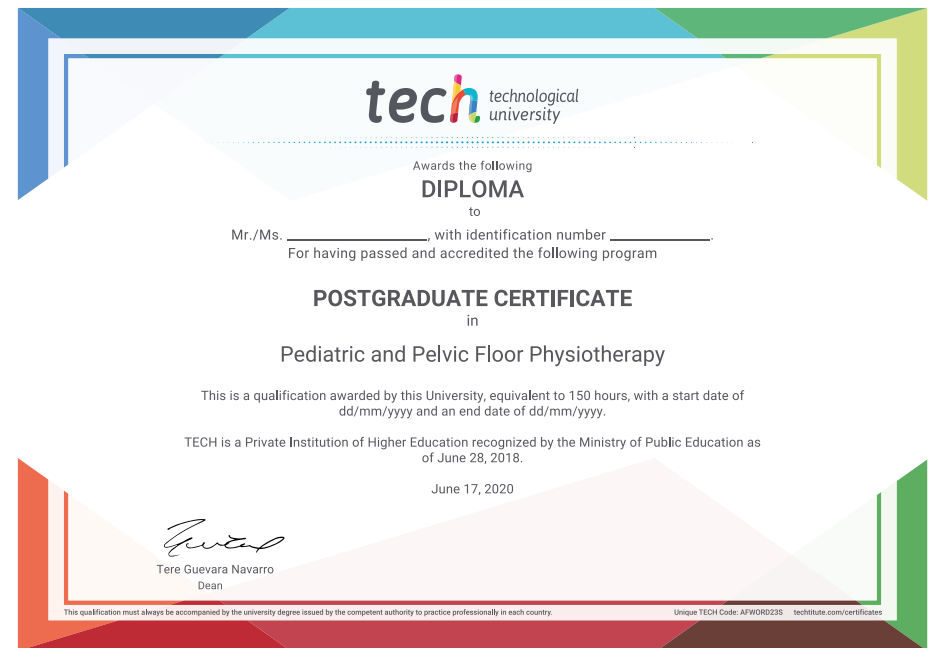 tech technological
university
Awards the following
DIPLOMA
to
Mr./Ms. ____________, with identification number ____________.
For having passed and accredited the following program
POSTGRADUATE CERTIFICATE
in
Pediatric and Pelvic Floor Physiotherapy
This is a qualification awarded by this University, equivalent to 150 hours, with a start date of
dd/mm/yyyy and an end date of dd/mm/yyyy.
TECH is a Private Institution of Higher Education recognized by the Ministry of Public Education as
of June 28, 2018.
June 17, 2020
Tere Guevara Navarro
Dean
This qualification must always be accompanied by the university degree issued by the competent authority to practice professionally in each country.
Unique TECH Code: AFWORD23S techtitute.com/certificates